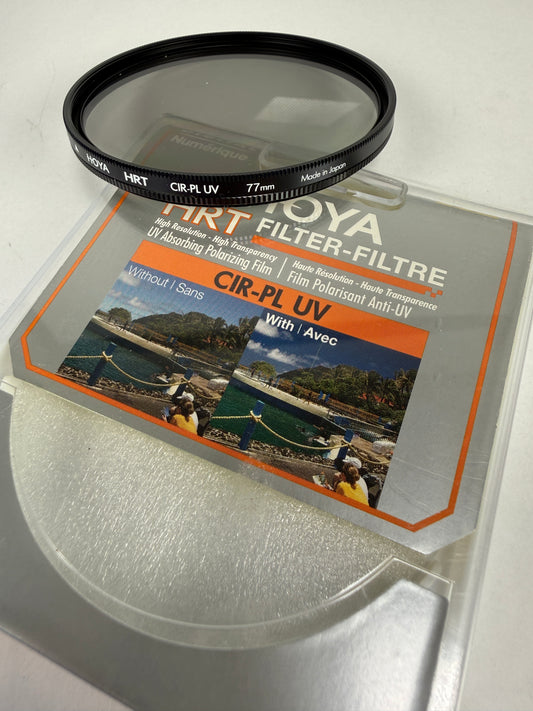 HOYA HRT CIR-PL UV 77mm Made in Japan
Numérique
HOYA
HRT FILTER-FILTRE
High Resolution - High Transparency
UV Absorbing Polarizing Film
Haute Résolution - Haute Transparence
Film Polarisant Anti-UV
CIR-PL UV
Without | Sans
With | Avec